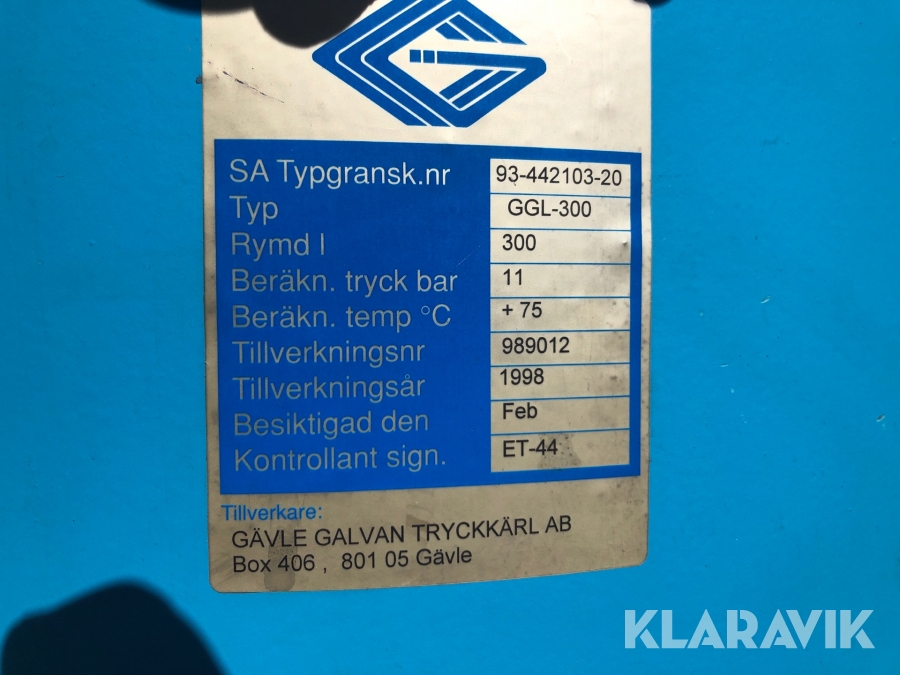 SA Typgransk.nr 93-442103-20
Typ GGL-300
Rymd l 300
Beräkn. tryck bar 11
Beräkn. temp °C + 75
Tillverkningsnr 989012
Tillverkningsår 1998
Besiktigad den Feb
Kontrollant sign. ET-44
Tillverkare:
GÄVLE GALVAN TRYCKKÄRL AB
Box 406 , 801 05 Gävle
KLARAVIK